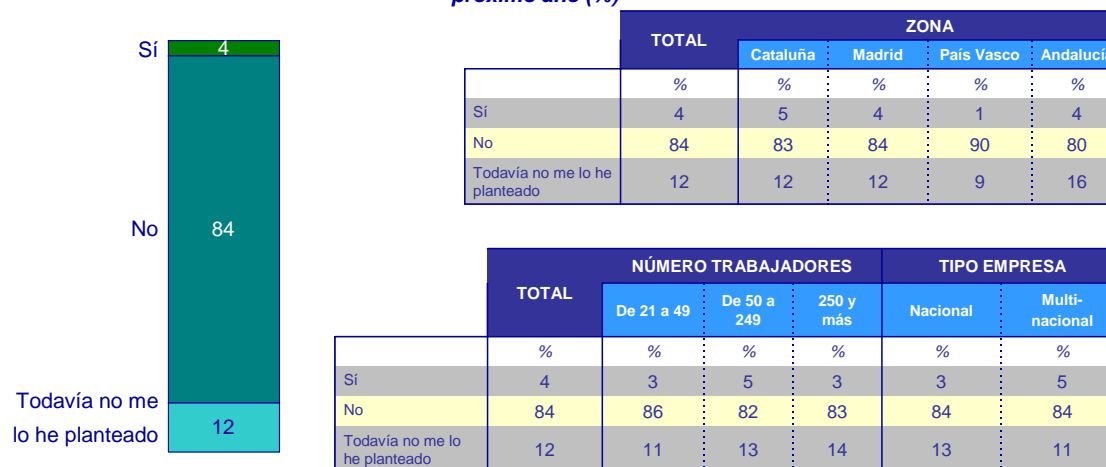 próximo año (%)
Sí 4
No 84
Todavía no me
lo he planteado 12
TOTAL ZONA
Cataluña Madrid País Vasco Andalucía
% % % % %
Sí 4 5 4 1 4
No 84 83 84 90 80
Todavía no me lo he
planteado 12 12 12 9 16
TOTAL NÚMERO TRABAJADORES TIPO EMPRESA
De 21 a 49 De 50 a
249 250 y
más Nacional Multi-
nacional
% % % % % %
Sí 4 3 5 3 3 5
No 84 86 82 83 84 84
Todavía no me lo
he planteado 12 11 13 14 13 11